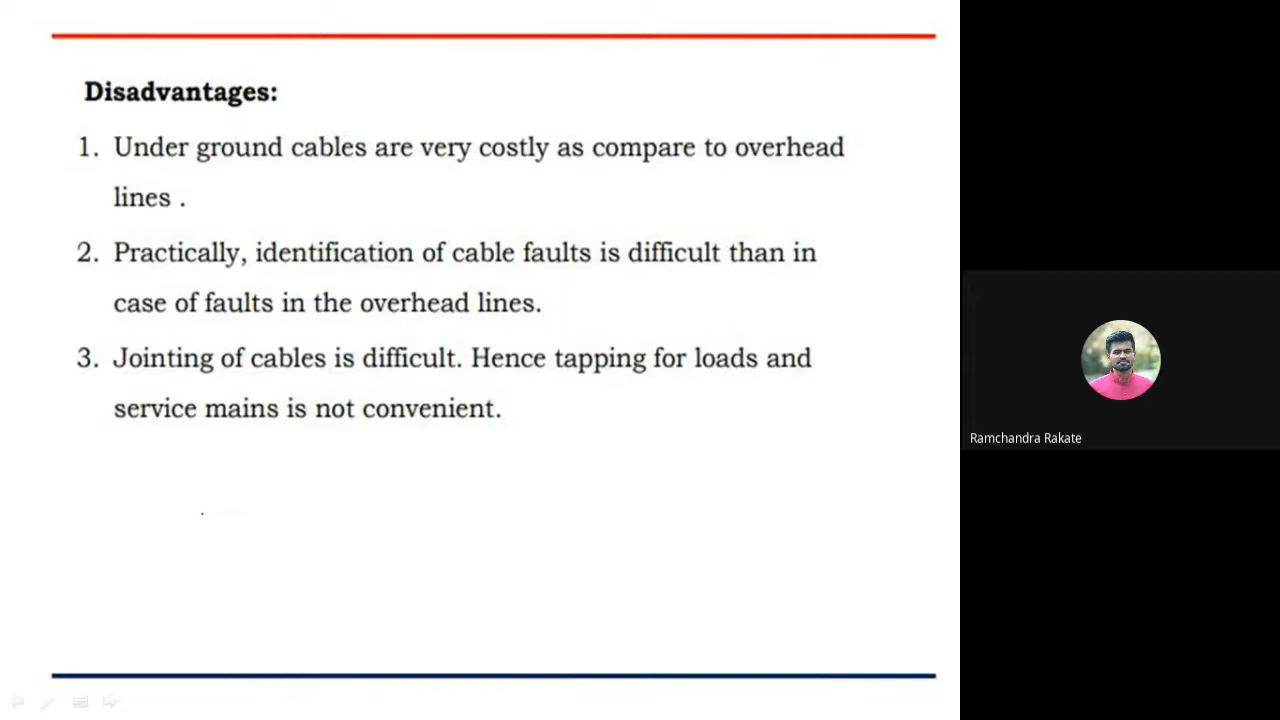 Disadvantages:
1. Under ground cables are very costly as compare to overhead
lines .
2. Practically, identification of cable faults is difficult than in
case of faults in the overhead lines.
3. Jointing of cables is difficult. Hence tapping for loads and
service mains is not convenient.
Ramchandra Rakate